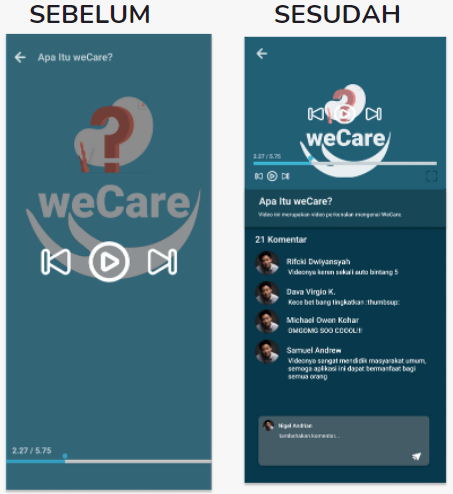 SEBELUM
Apa Itu weCare?
?
weCare
2.27 / 5.75
SESUDAH
?
weCare
2.27 / 5.75
Apa Itu weCare?
Video ini merupakan video perkenalan mengenai WeCare.
21 Komentar
Rifcki Dwiyansyah
Videonya keren sekali auto bintang 5
Dava Virgio K.
Kece bet bang tingkatkan :thumbsup:
Michael Owen Kohar
OMGOMG SOO COOOL!!!
Samuel Andrew
Videonya sangat mendidik masyarakat umum,
semoga aplikasi ini dapat bermanfaat bagi
semua orang
Nigel Andrian
Tambahkan komentar...